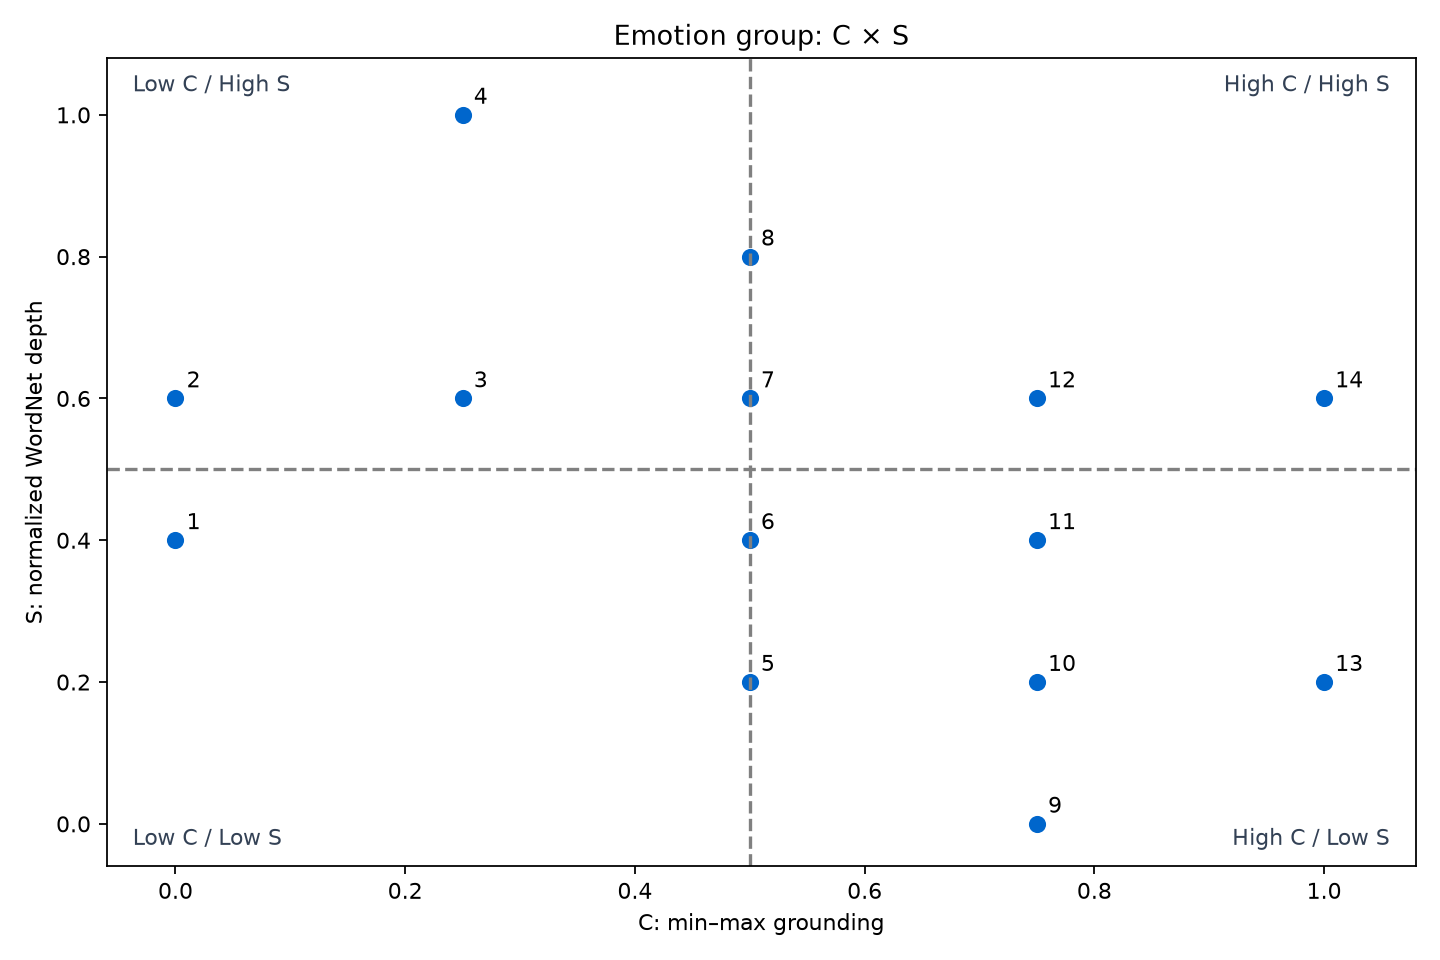 Emotion group: C × S
Low C / High S
High C / High S
4
8
2
3
7
12
14
1
6
11
5
10
13
9
Low C / Low S
High C / Low S
1.0
0.8
0.6
0.4
0.2
0.0
S: normalized WordNet depth
0.0 0.2 0.4 0.6 0.8 1.0
C: min–max grounding